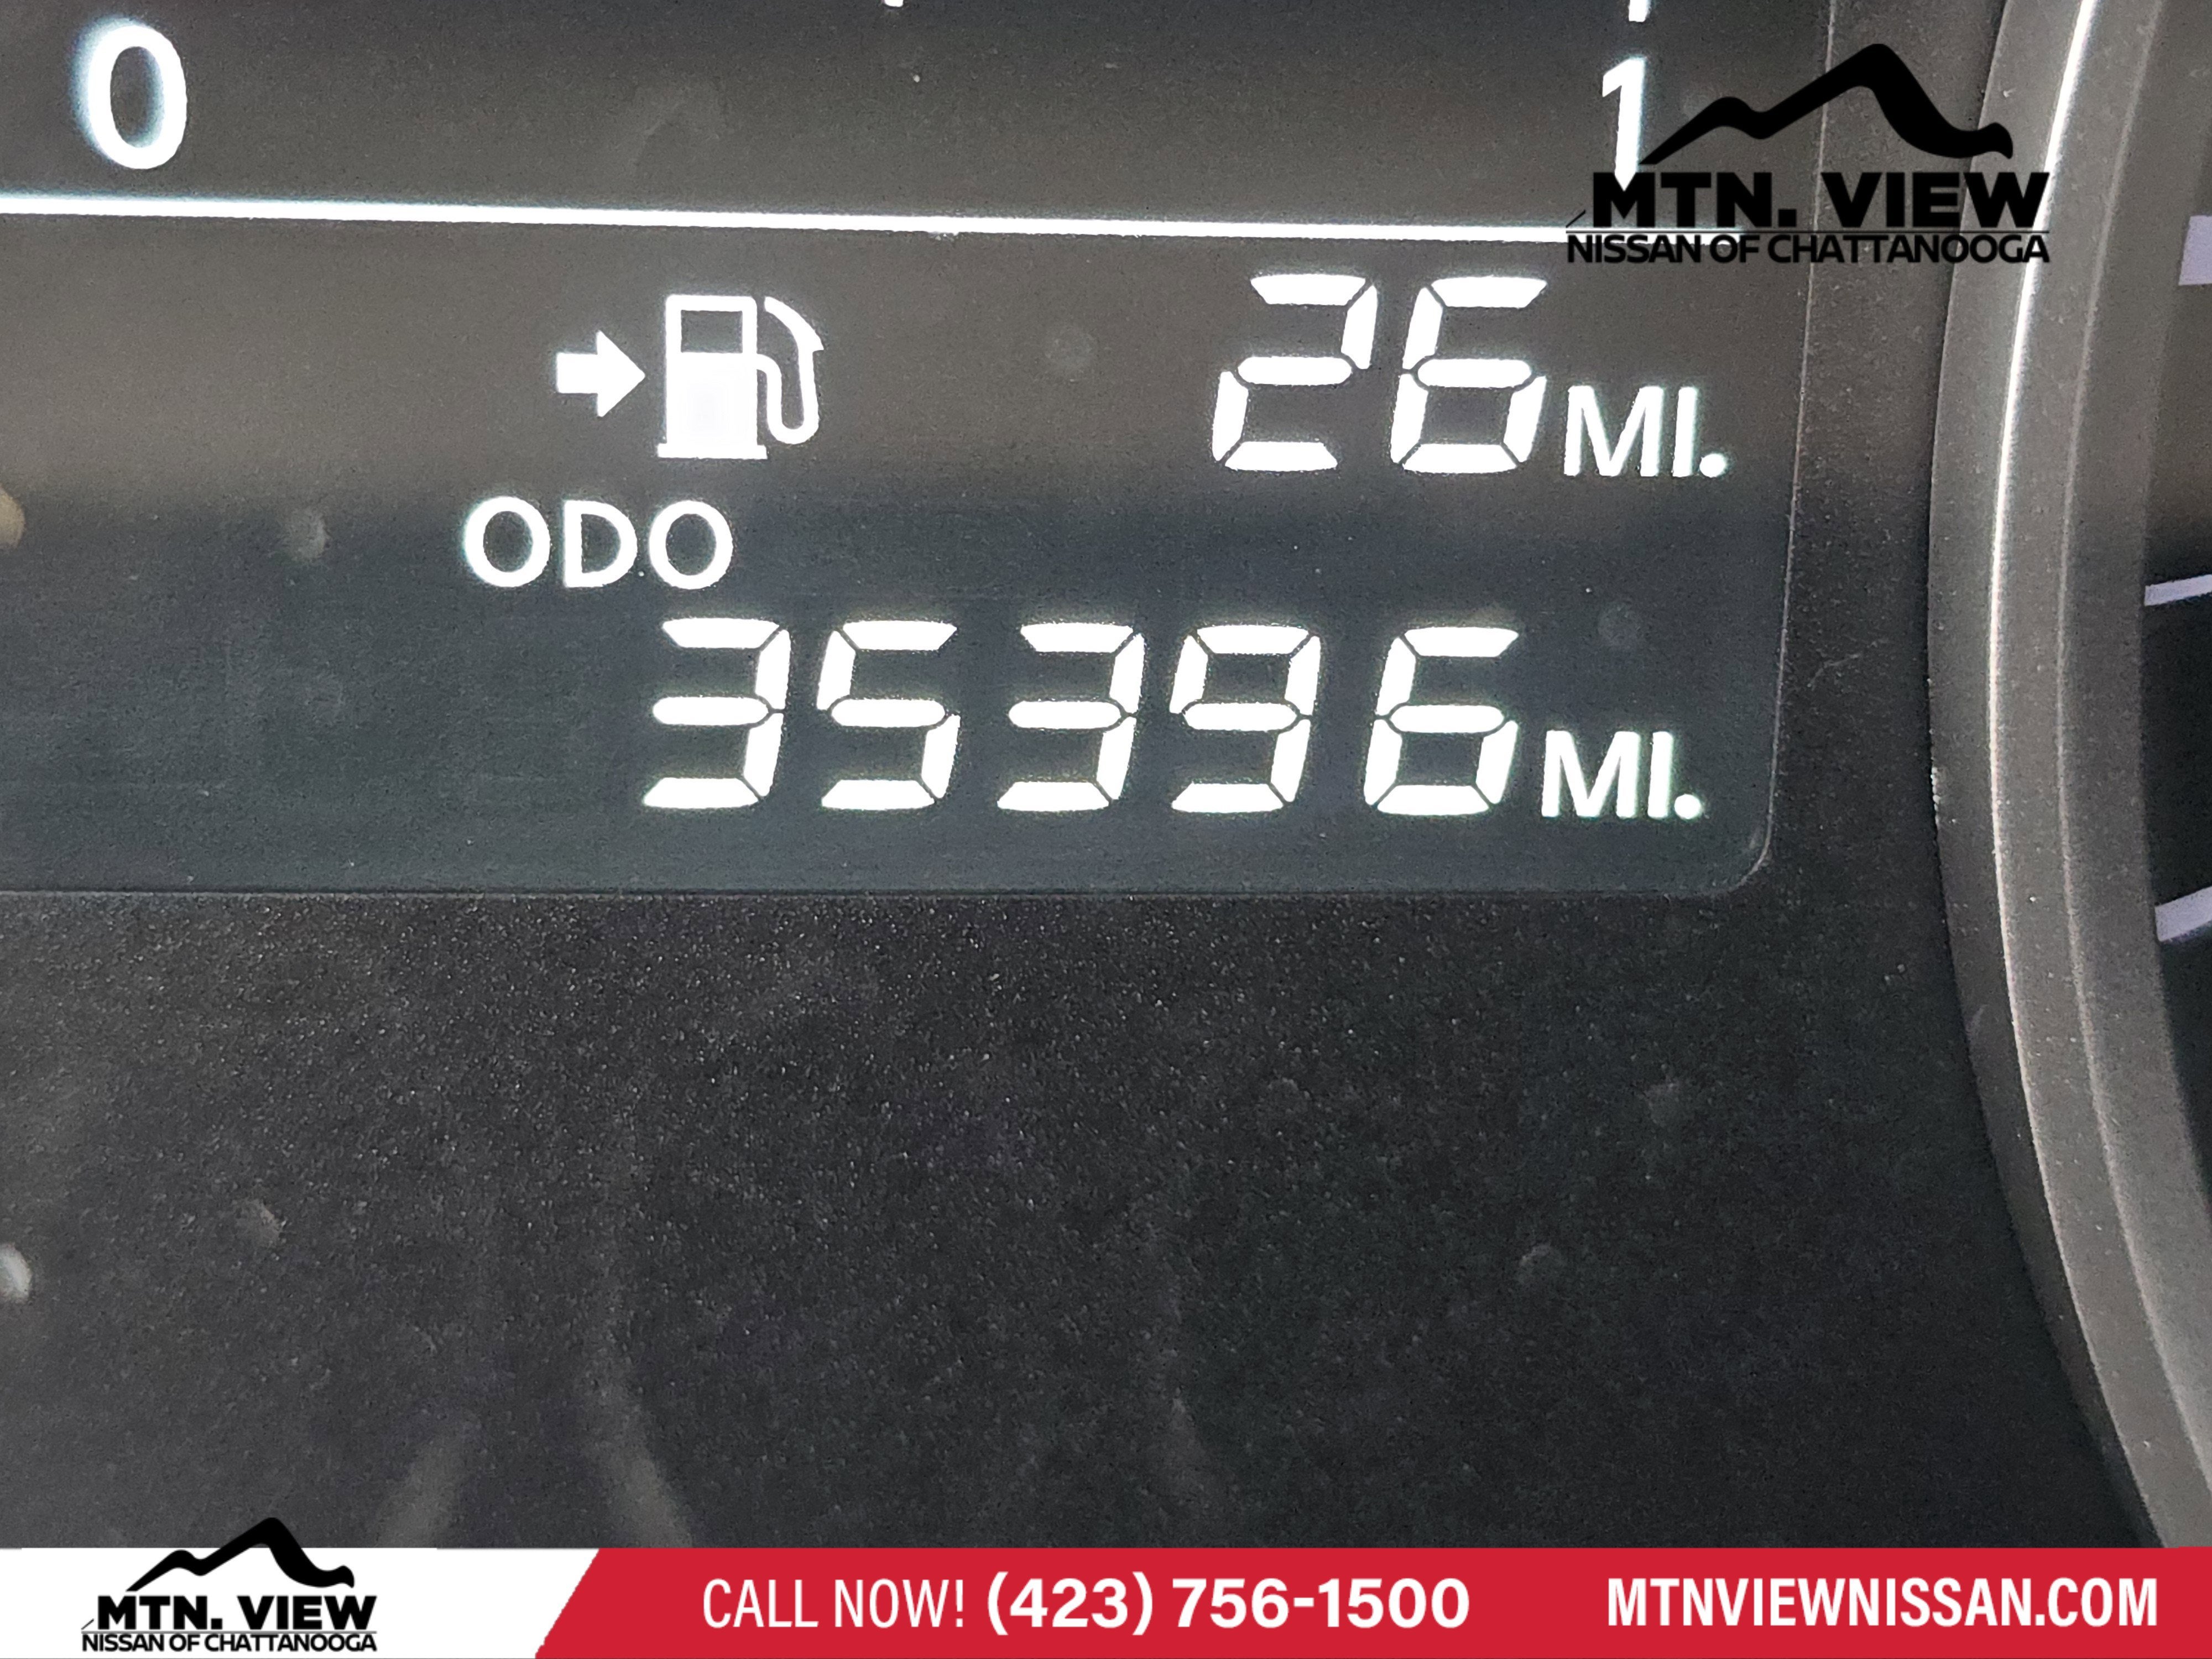 0 1
MTN. VIEW
NISSAN OF CHATTANOOGA
26 MI.
ODO
35396 MI.
MTN. VIEW
NISSAN OF CHATTANOOGA
CALL NOW! (423) 756-1500
MTNVIEWNISSAN.COM